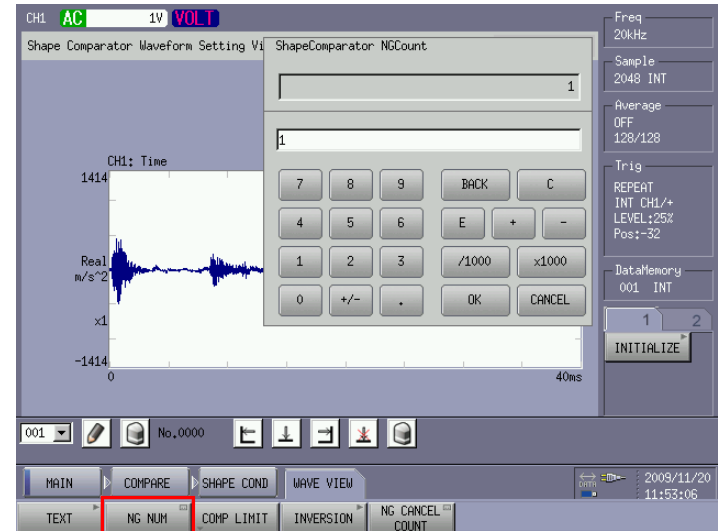 CH1 AC 1V VOLT
Shape Comparator Waveform Setting Vi
ShapeComparator NGCount
1
1
7 8 9 BACK C
4 5 6 E + -
1 2 3 /1000 x1000
0 +/- . OK CANCEL
CH1: Time
1414
Real
m/s^2
x1
-1414
0
40ms
Freq
20kHz
Sample
2048 INT
Average
OFF
128/128
Trig
REPEAT
INT CH1/+
LEVEL:25%
Pos:-32
DataMemory
001 INT
1 2
INITIALIZE
001
No.0000
MAIN COMPARE SHAPE COND WAVE VIEW
DATA
2009/11/20
11:53:06
TEXT NG NUM COMP LIMIT INVERSION NG CANCEL
COUNT